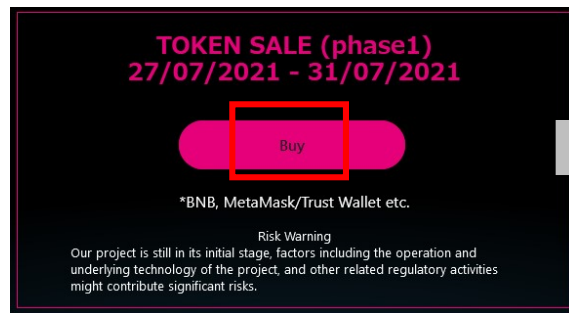 TOKEN SALE (phase1)
27/07/2021 - 31/07/2021
Buy
*BNB, MetaMask/Trust Wallet etc.
Risk Warning
Our project is still in its initial stage, factors including the operation and
underlying technology of the project, and other related regulatory activities
might contribute significant risks.